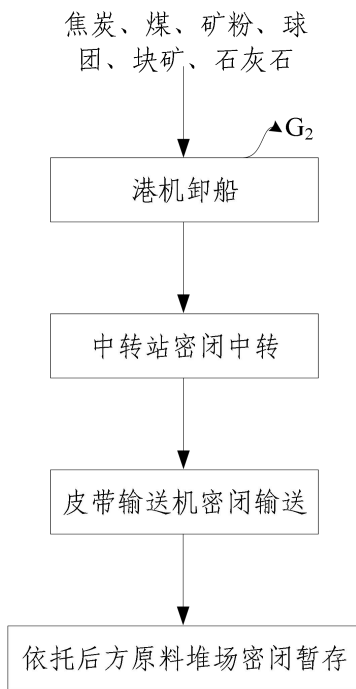 焦炭、煤、矿粉、球
团、块矿、石灰石
G₂
港机卸船
中转站密闭中转
皮带输送机密闭输送
依托后方原料堆场密闭暂存